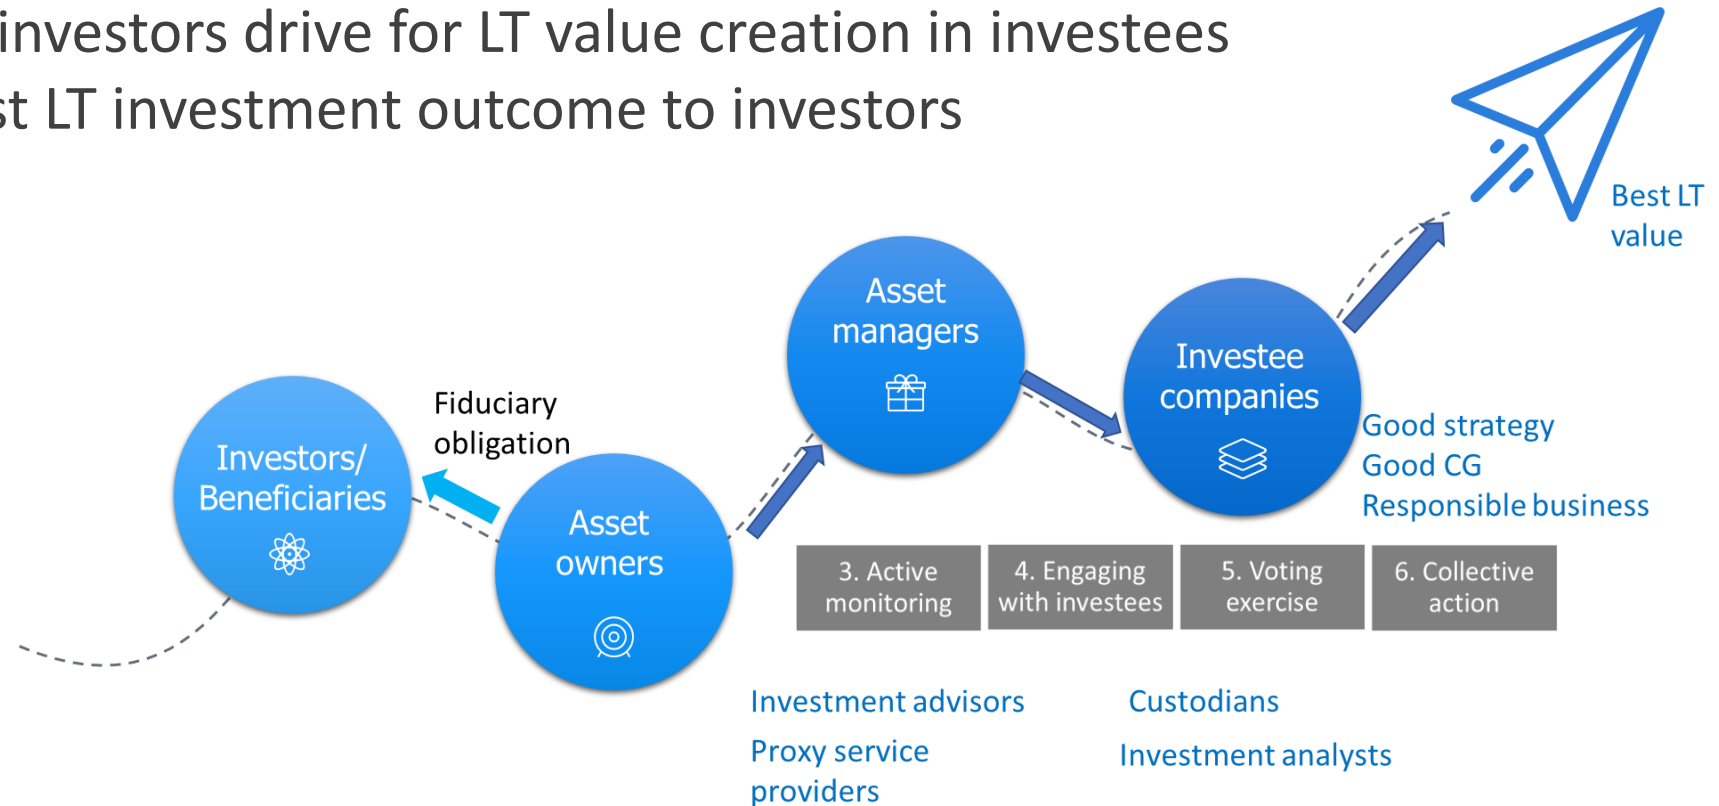 investors drive for LT value creation in investees
st LT investment outcome to investors
Best LT
value
Asset
managers
Investee
companies
Fiduciary
obligation
Investors/
Beneficiaries
Asset
owners
Good strategy
Good CG
Responsible business
3. Active
monitoring
4. Engaging
with investees
5. Voting
exercise
6. Collective
action
Investment advisors
Proxy service
providers
Custodians
Investment analysts